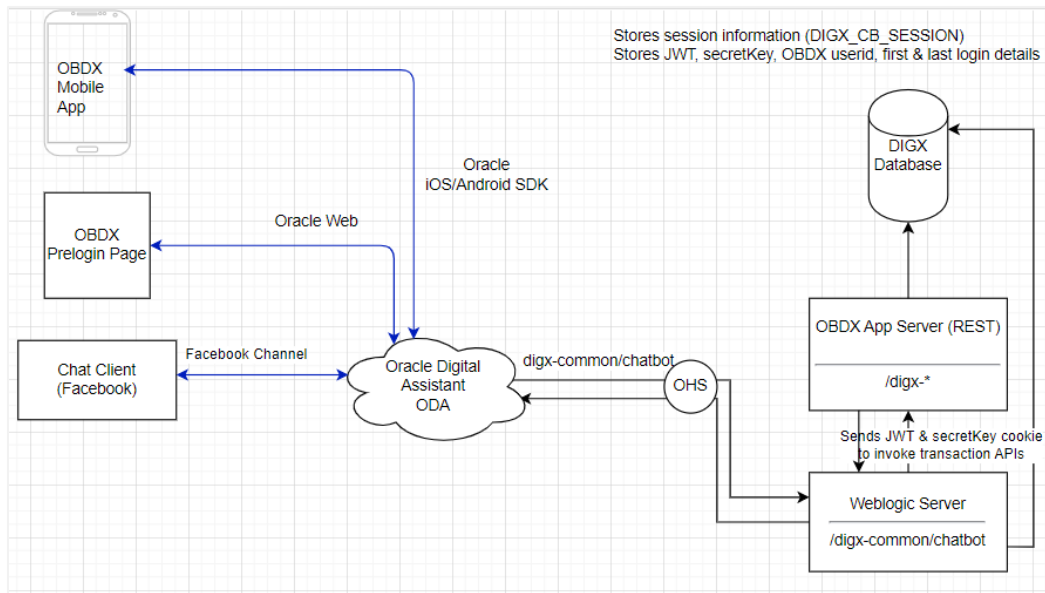 Stores session information (DIGX_CB_SESSION)
Stores JWT, secretKey, OBDX userid, first & last login details
OBDX
Mobile
App
DIGX
Database
Oracle
iOS/Android SDK
Oracle Web
OBDX
Prelogin Page
OBDX App Server (REST)
/digx-*
Facebook Channel
Chat Client
(Facebook)
Oracle Digital
Assistant
ODA
digx-common/chatbot
OHS
Sends JWT & secretKey cookie
to invoke transaction APIs
Weblogic Server
/digx-common/chatbot